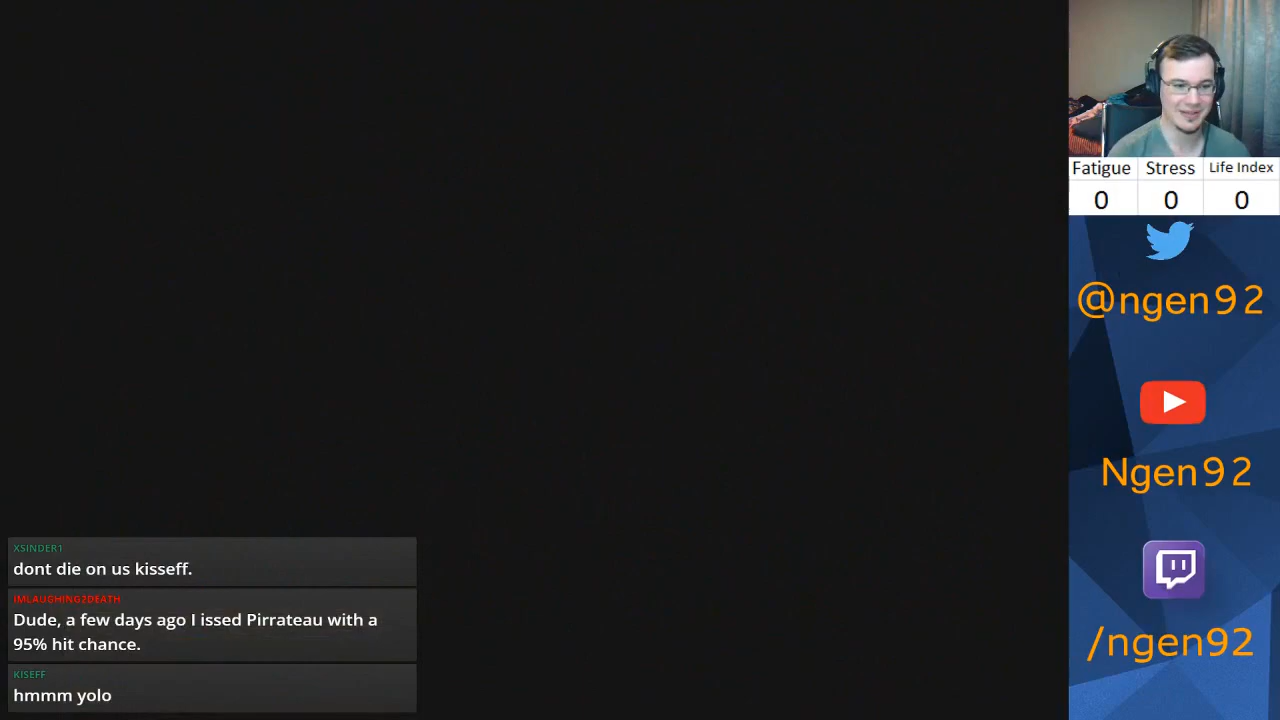 Fatigue Stress Life Index
0 0 0
@ngen92
Ngen92
/ngen92
XSINDER1
dont die on us kisseff.
IMLAUGHING2DEATH
Dude, a few days ago I issed Pirrateau with a
95% hit chance.
KISEFF
hmmm yolo